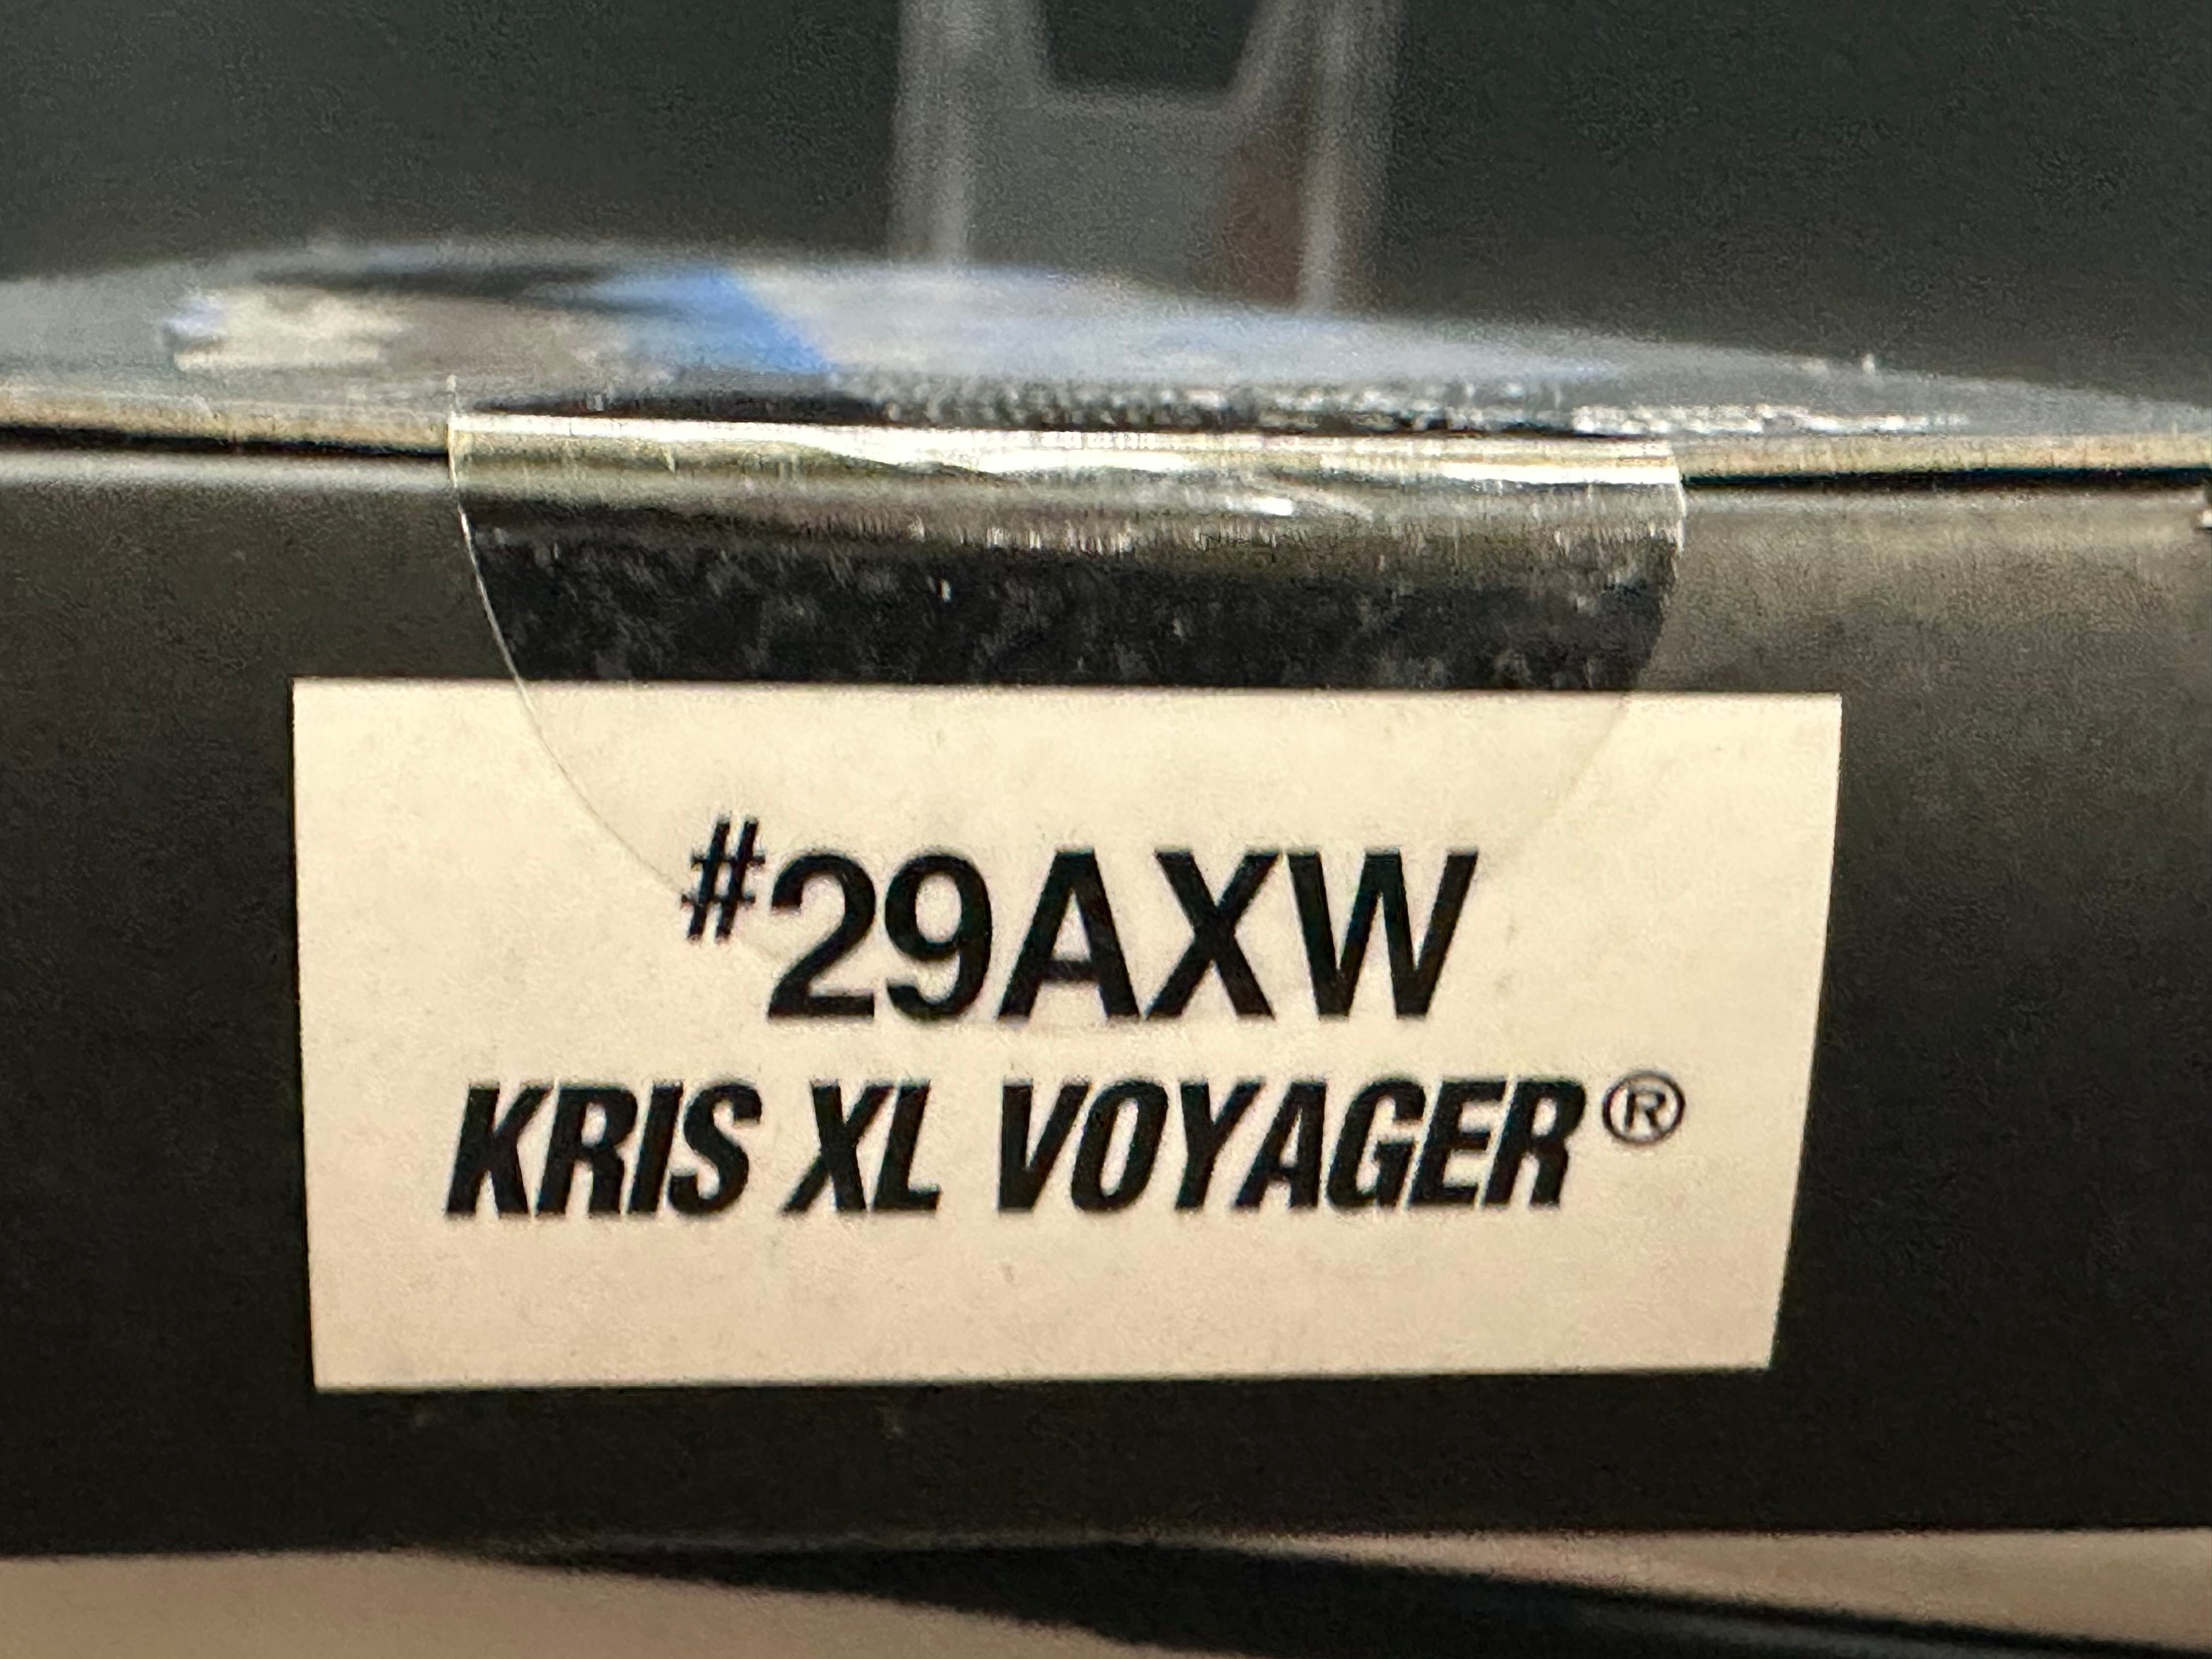 #29AXW
KRIS XL VOYAGER®